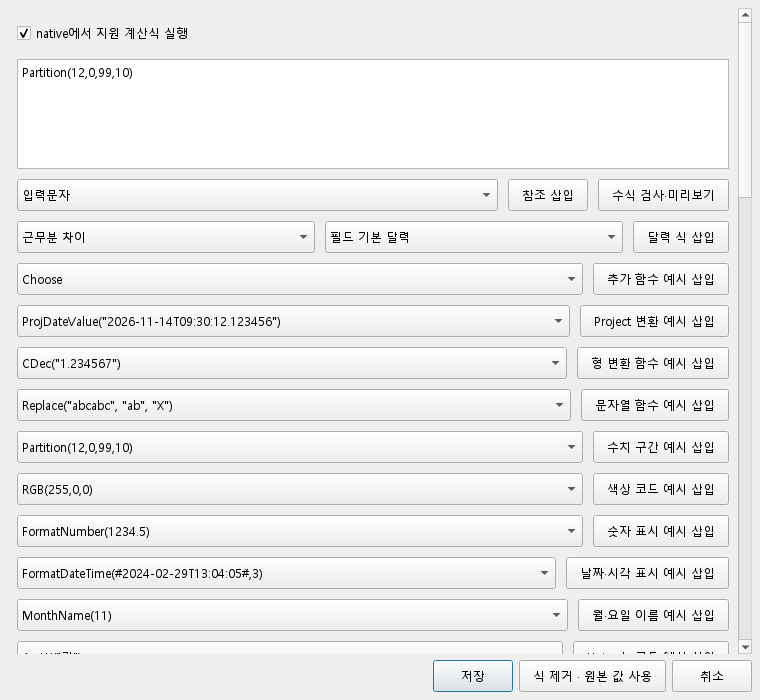 native에서 지원 계산식 실행
Partition(12,0,99,10)
입력문자 참조 삽입 수식 검사·미리보기
근무분 차이 필드 기본 달력 달력 식 삽입
Choose 추가 함수 예시 삽입
ProjDateValue("2026-11-14T09:30:12.123456") Project 변환 예시 삽입
CDec("1.234567") 형 변환 함수 예시 삽입
Replace("abcabc", "ab", "X") 문자열 함수 예시 삽입
Partition(12,0,99,10) 수치 구간 예시 삽입
RGB(255,0,0) 색상 코드 예시 삽입
FormatNumber(1234.5) 숫자 표시 예시 삽입
FormatDateTime(#2024-02-29T13:04:05#,3) 날짜·시각 표시 예시 삽입
MonthName(11) 월·요일 이름 예시 삽입
저장 식 제거 · 원본 값 사용 취소